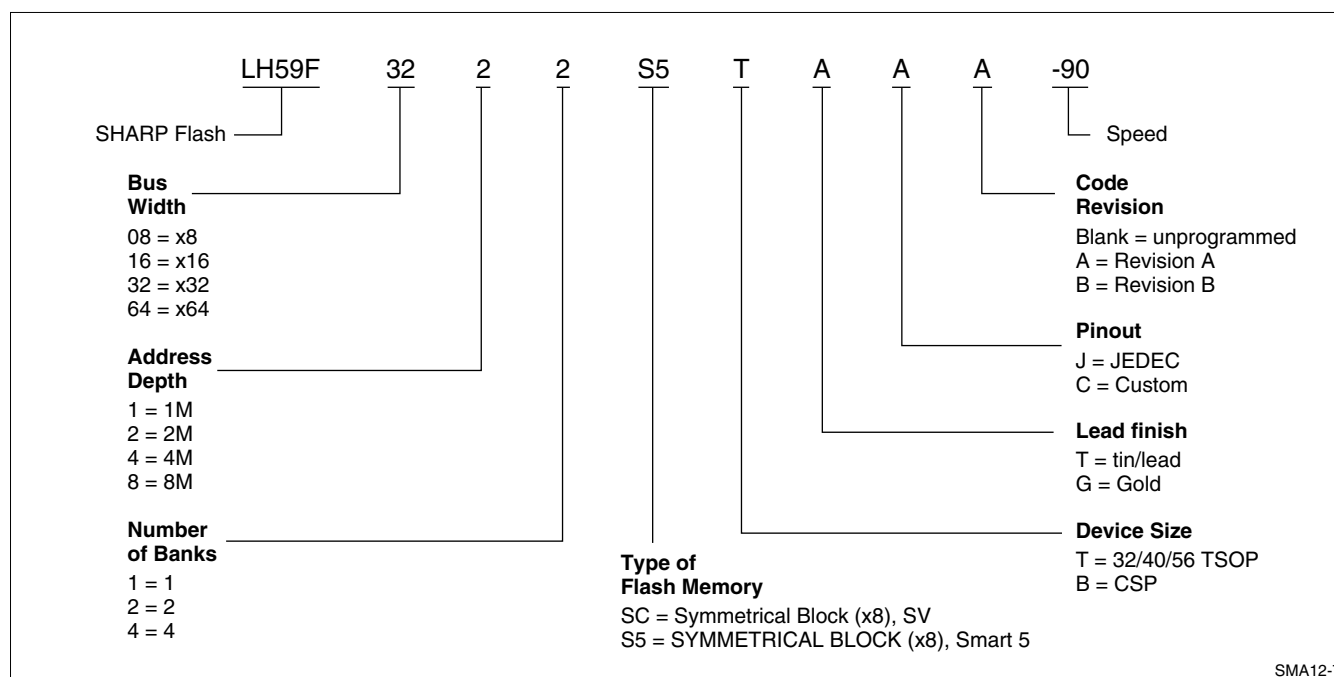 LH59F 32 2 2 S5 T A A A -90
SHARP Flash
Speed
Bus
Width
08 = x8
16 = x16
32 = x32
64 = x64
Address
Depth
1 = 1M
2 = 2M
4 = 4M
8 = 8M
Number
of Banks
1 = 1
2 = 2
4 = 4
Type of
Flash Memory
SC = Symmetrical Block (x8), SV
S5 = SYMMETRICAL BLOCK (x8), Smart 5
Code
Revision
Blank = unprogrammed
A = Revision A
B = Revision B
Pinout
J = JEDEC
C = Custom
Lead finish
T = tin/lead
G = Gold
Device Size
T = 32/40/56 TSOP
B = CSP